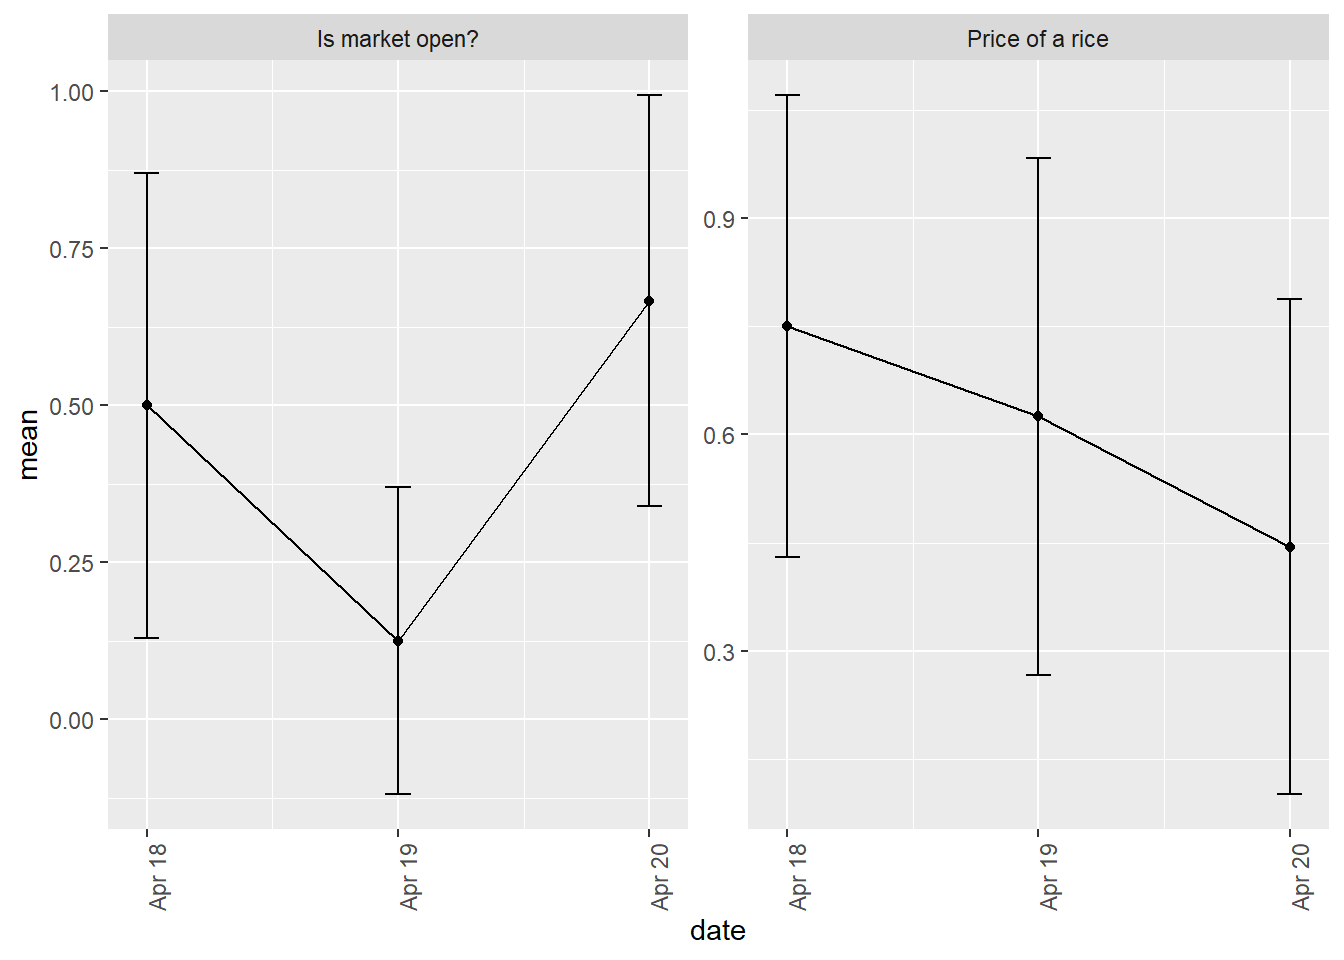 Is market open?
Price of a rice
mean
1.00
0.75
0.50
0.25
0.00
0.9
0.6
0.3
Apr 18
Apr 19
Apr 20
Apr 18
Apr 19
Apr 20
date